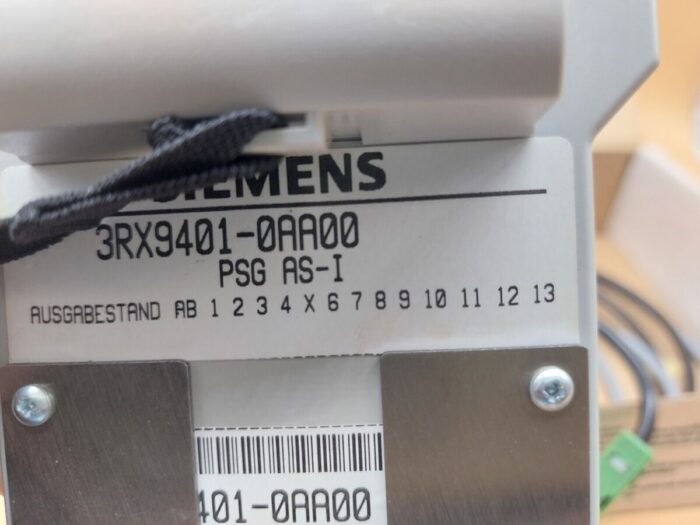 SIEMENS
3RX9401-0AA00
PSG AS-I
AUSGABESTAND AB 1 2 3 4 X 6 7 8 9 10 11 12 13
401-0AA00